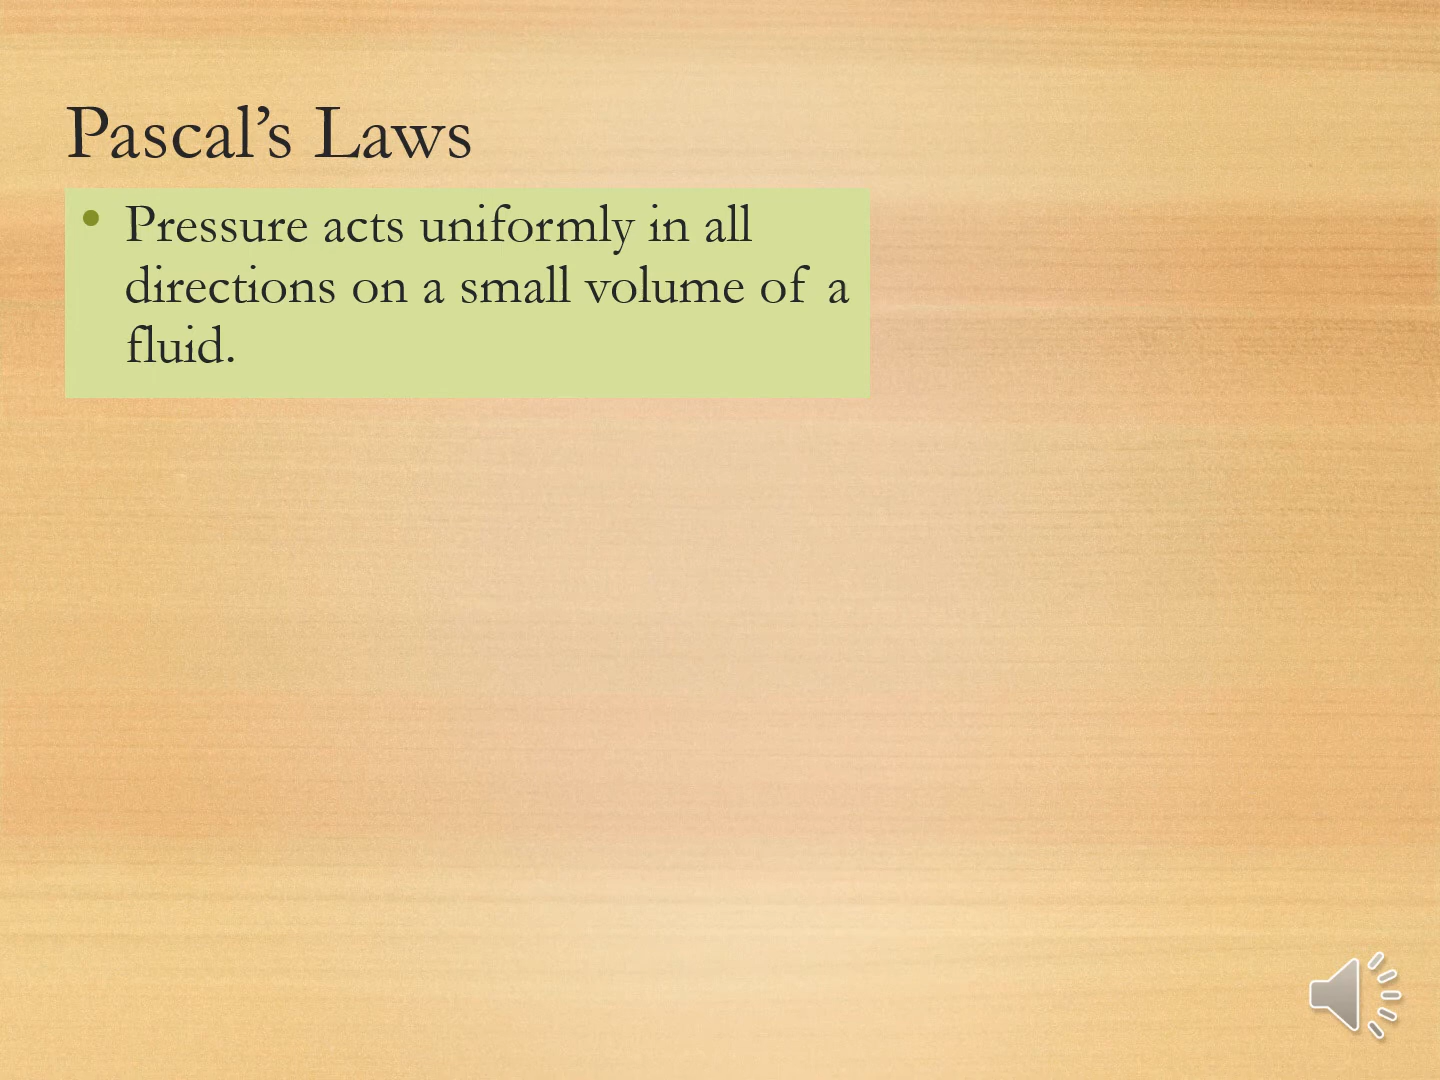 Pascal’s Laws
• Pressure acts uniformly in all
directions on a small volume of a
fluid.